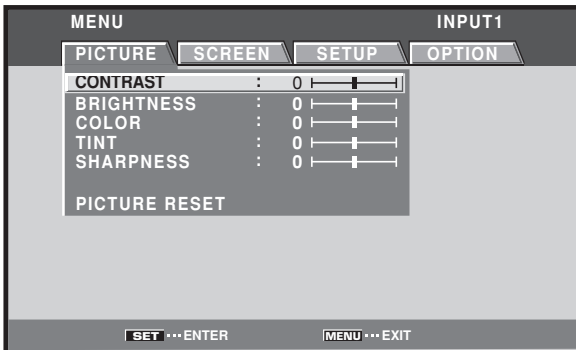 MENU INPUT1
PICTURE SCREEN SETUP OPTION
CONTRAST : 0
BRIGHTNESS : 0
COLOR : 0
TINT : 0
SHARPNESS : 0
PICTURE RESET
SET ··· ENTER MENU ··· EXIT